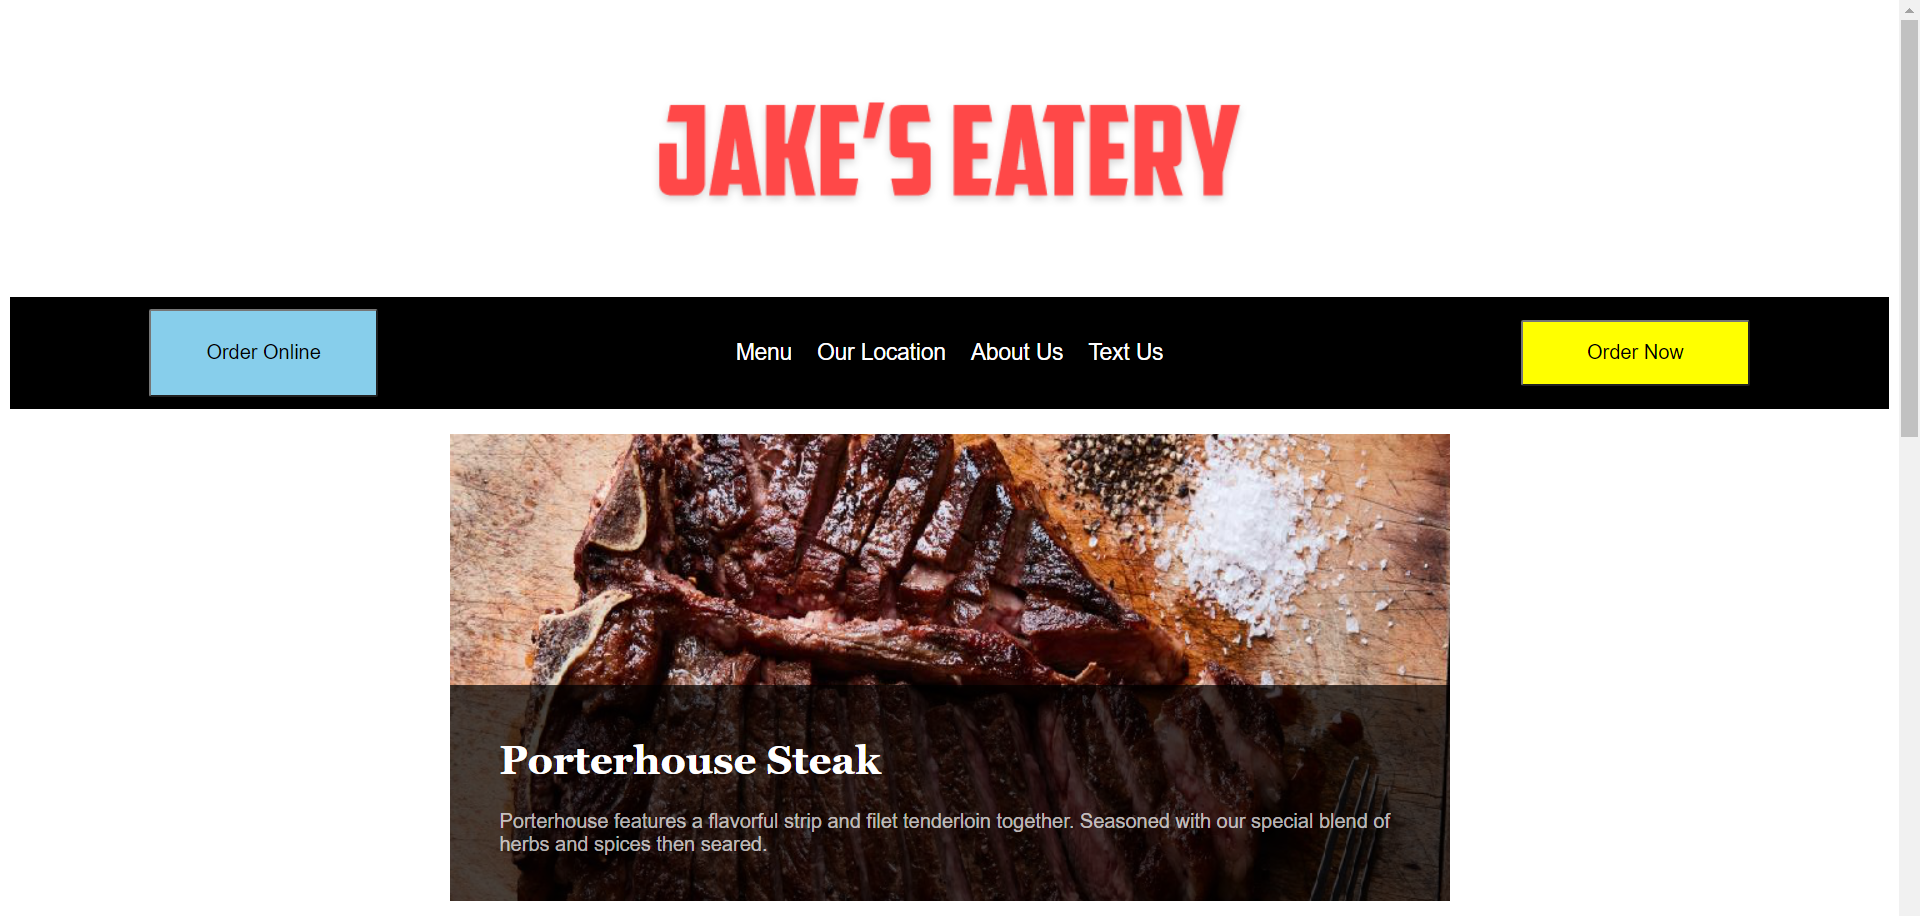 JAKE'S EATERY
Order Online
Menu Our Location About Us Text Us
Order Now
Porterhouse Steak
Porterhouse features a flavorful strip and filet tenderloin together. Seasoned with our special blend of
herbs and spices then seared.